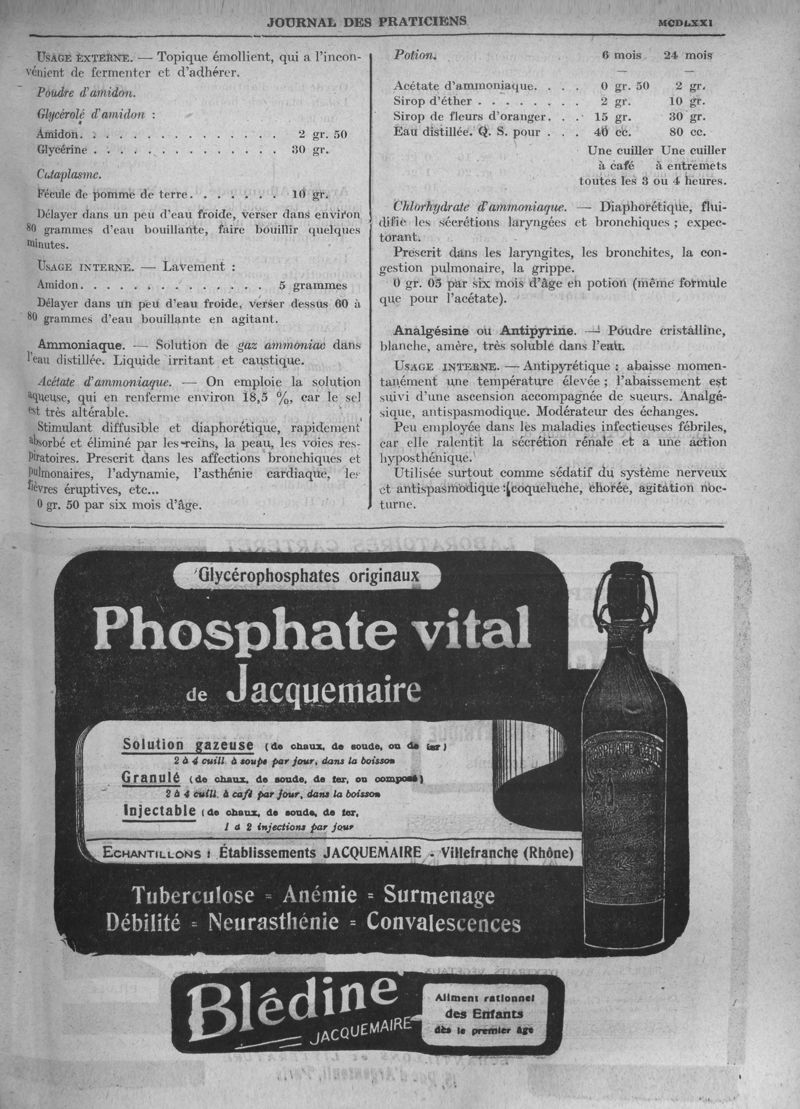 JOURNAL DES PRATICIENS
MCDLXXI
USAGE EXTERNE. — Topique émollient, qui a l'incon-
vénient de fermenter et d'adhérer.
Poudre d'amidon.
Glycérolé d'amidon :
Amidon. . . . . . . . . . . . . . 2 gr. 50
Glycérine . . . . . . . . . . . . . 30 gr.
Cataplasme.
Fécule de pomme de terre. . . . . . . 10 gr.
Délayer dans un peu d'eau froide, verser dans environ
80 grammes d'eau bouillante, faire bouillir quelques
minutes.
USAGE INTERNE. — Lavement :
Amidon. . . . . . . . . . . . . 5 grammes
Délayer dans un peu d'eau froide, verser dessus 60 à
80 grammes d'eau bouillante en agitant.
Ammoniaque. — Solution de gaz ammoniac dans
l'eau distillée. Liquide irritant et caustique.
Acétate d'ammoniaque. — On emploie la solution
aqueuse, qui en renferme environ 18,5 %, car le sel
est très altérable.
Stimulant diffusible et diaphorétique, rapidement
absorbé et éliminé par les reins, la peau, les voies res-
piratoires. Prescrit dans les affections bronchiques et
pulmonaires, l'adynamie, l'asthénie cardiaque, les
fièvres éruptives, etc...
0 gr. 50 par six mois d'âge.
Potion. 6 mois 24 mois
— —
Acétate d'ammoniaque. . . . 0 gr. 50 2 gr.
Sirop d'éther . . . . . . . . 2 gr. 10 gr.
Sirop de fleurs d'oranger. . . 15 gr. 30 gr.
Eau distillée. Q. S. pour . . . 40 cc. 80 cc.
Une cuiller Une cuiller
à café à entremets
toutes les 3 ou 4 heures.
Chlorhydrate d'ammoniaque. — Diaphorétique, flui-
difie les sécrétions laryngées et bronchiques ; expec-
torant.
Prescrit dans les laryngites, les bronchites, la con-
gestion pulmonaire, la grippe.
0 gr. 05 par six mois d'âge en potion (même formule
que pour l'acétate).
Analgésine ou Antipyrine. — Poudre cristalline,
blanche, amère, très soluble dans l'eau.
USAGE INTERNE. — Antipyrétique : abaisse momen-
tanément une température élevée ; l'abaissement est
suivi d'une ascension accompagnée de sueurs. Analgé-
sique, antispasmodique. Modérateur des échanges.
Peu employée dans les maladies infectieuses fébriles,
car elle ralentit la sécrétion rénale et a une action
hyposthénique.
Utilisée surtout comme sédatif du système nerveux
et antispasmodique : coqueluche, chorée, agitation noc-
turne.
Glycérophosphates originaux
Phosphate vital
de Jacquemaire
Solution gazeuse (de chaux, de soude, ou de fer)
2 à 4 cuill. à soupe par jour, dans la boisson
Granulé (de chaux, de soude, de fer, ou composé)
2 à 4 cuill. à café par jour, dans la boisson
Injectable (de chaux, de soude, de fer,
1 à 2 injections par jour
ECHANTILLONS : Établissements JACQUEMAIRE - Villefranche (Rhône)
Tuberculose = Anémie = Surmenage
Débilité = Neurasthénie = Convalescences
PHOSPHATE VITAL
Blédine
JACQUEMAIRE
Aliment rationnel
des Enfants
dès le premier âge